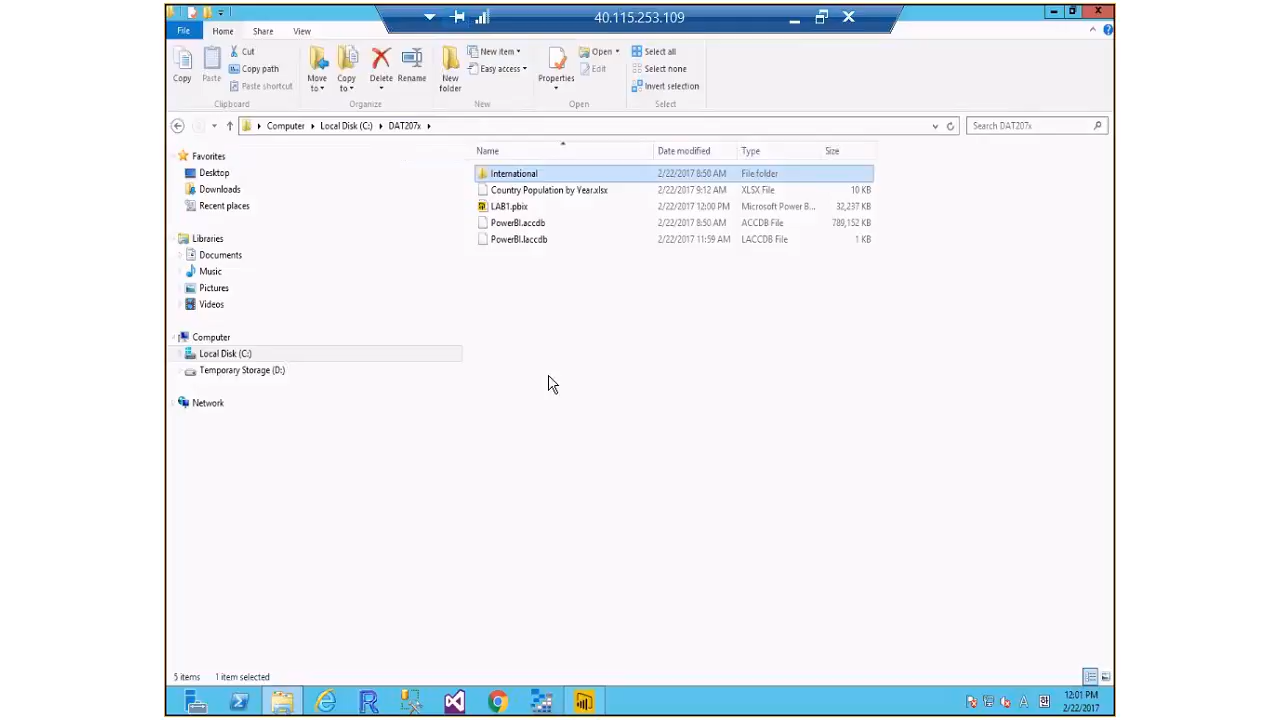 40.115.253.109
File
Home
Share
View
Copy
Paste
Cut
Copy path
Paste shortcut
Clipboard
Move to
Copy to
Delete
Rename
Organize
New folder
New item
Easy access
New
Properties
Open
Edit
Open
Select all
Select none
Invert selection
Select
Computer
Local Disk (C:)
DAT207x
Search DAT207x
Name
Date modified
Type
Size
International 2/22/2017 8:50 AM File folder
Country Population by Year.xlsx 2/22/2017 9:12 AM XLSX File 10 KB
LAB1.pbix 2/22/2017 12:00 PM Microsoft Power B... 32,237 KB
PowerBI.accdb 2/22/2017 8:50 AM ACCDB File 789,152 KB
PowerBI.laccdb 2/22/2017 11:59 AM LACCDB File 1 KB
Favorites
Desktop
Downloads
Recent places
Libraries
Documents
Music
Pictures
Videos
Computer
Local Disk (C:)
Temporary Storage (D:)
Network
5 items 1 item selected
A
한
12:01 PM
2/22/2017